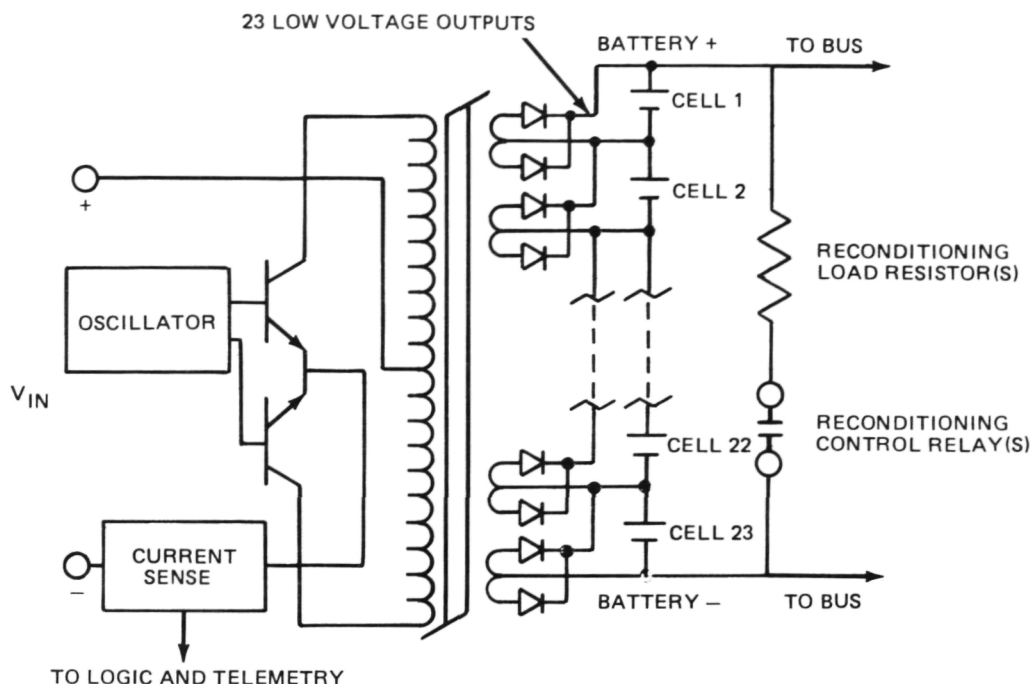 23 LOW VOLTAGE OUTPUTS
BATTERY +
TO BUS
CELL 1
+
CELL 2
OSCILLATOR
RECONDITIONING
LOAD RESISTOR(S)
V_IN
RECONDITIONING
CONTROL RELAY(S)
CELL 22
CELL 23
CURRENT
SENSE
−
BATTERY −
TO BUS
TO LOGIC AND TELEMETRY